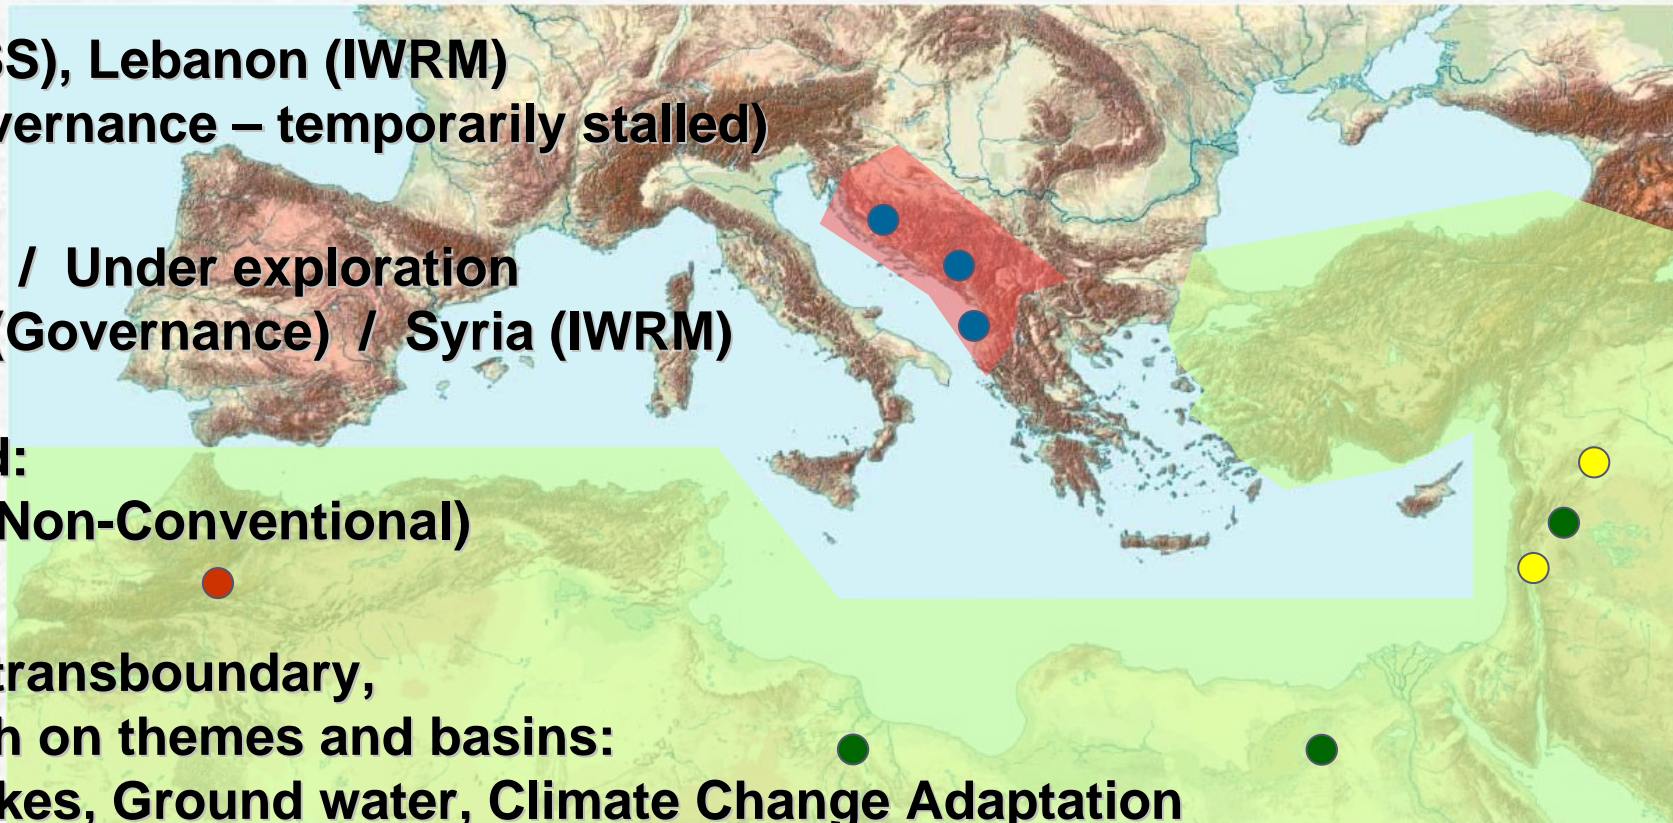 SS), Lebanon (IWRM)
vernance – temporarily stalled)
/ Under exploration
(Governance) / Syria (IWRM)
d:
Non-Conventional)
transboundary,
h on themes and basins:
kes, Ground water, Climate Change Adaptation